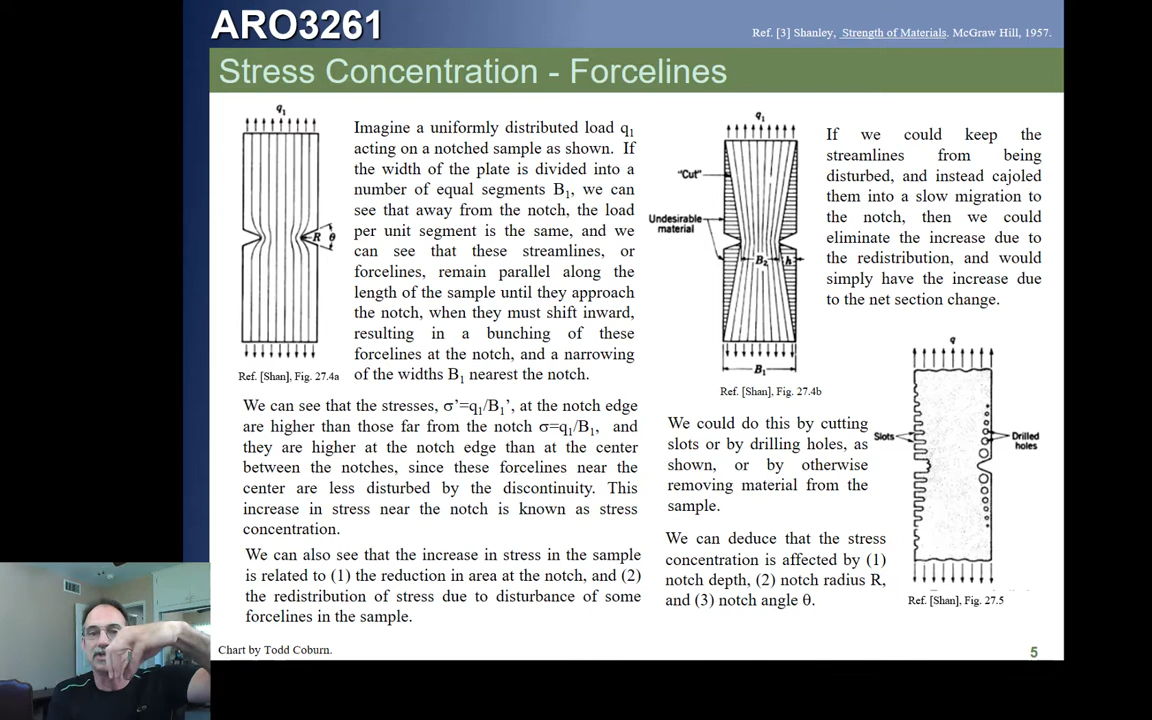 ARO3261
Ref. [3] Shanley, Strength of Materials. McGraw Hill, 1957.
Stress Concentration - Forcelines
q1
R θ
Ref. [Shan], Fig. 27.4a
Imagine a uniformly distributed load q1
acting on a notched sample as shown. If
the width of the plate is divided into a
number of equal segments B1, we can
see that away from the notch, the load
per unit segment is the same, and we
can see that these streamlines, or
forcelines, remain parallel along the
length of the sample until they approach
the notch, when they must shift inward,
resulting in a bunching of these
forcelines at the notch, and a narrowing
of the widths B1 nearest the notch.
We can see that the stresses, σ’=q1/B1’, at the notch edge
are higher than those far from the notch σ=q1/B1, and
they are higher at the notch edge than at the center
between the notches, since these forcelines near the
center are less disturbed by the discontinuity. This
increase in stress near the notch is known as stress
concentration.
We can also see that the increase in stress in the sample
is related to (1) the reduction in area at the notch, and (2)
the redistribution of stress due to disturbance of some
forcelines in the sample.
q1
"Cut"
Undesirable
material
B2 h
B1
Ref. [Shan], Fig. 27.4b
If we could keep the
streamlines from being
disturbed, and instead cajoled
them into a slow migration to
the notch, then we could
eliminate the increase due to
the redistribution, and would
simply have the increase due
to the net section change.
We could do this by cutting
slots or by drilling holes, as
shown, or by otherwise
removing material from the
sample.
We can deduce that the stress
concentration is affected by (1)
notch depth, (2) notch radius R,
and (3) notch angle θ.
q
Slots
Drilled
holes
Ref. [Shan], Fig. 27.5
Chart by Todd Coburn.
5